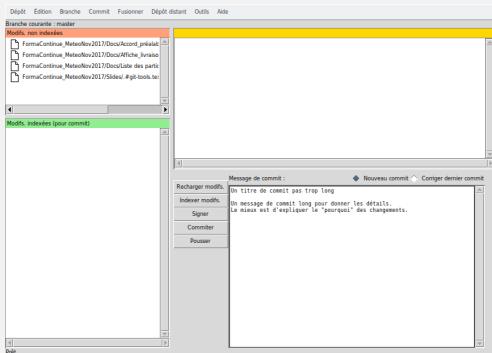 Dépôt Édition Branche Commit Fusionner Dépôt distant Outils Aide
Branche courante : master
Modifs. non indexées
FormaContinue_MeteoNov2017/Docs/Accord_préalab
FormaContinue_MeteoNov2017/Docs/Affiche_livraiso
FormaContinue_MeteoNov2017/Docs/Liste des partic
FormaContinue_MeteoNov2017/Slides/.#git-tools.te
Modifs. indexées (pour commit)
Message de commit : Nouveau commit Corriger dernier commit
Recharger modifs.
Indexer modifs.
Signer
Commiter
Pousser
Un titre de commit pas trop long
Un message de commit long pour donner les détails.
Le mieux est d'expliquer le "pourquoi" des changements.
Prêt